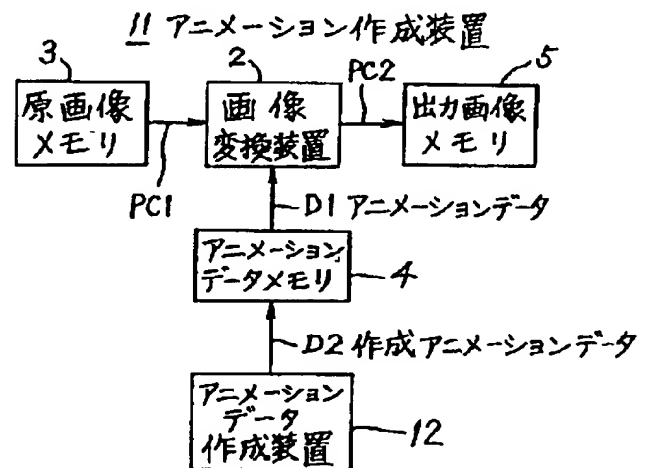 11 アニメーション作成装置
3
2
PC2
5
原画像
メモリ
画像
変換装置
出力画像
メモリ
PC1
D1 アニメーションデータ
アニメーション
データメモリ
4
D2 作成アニメーションデータ
アニメーション
データ
作成装置
12